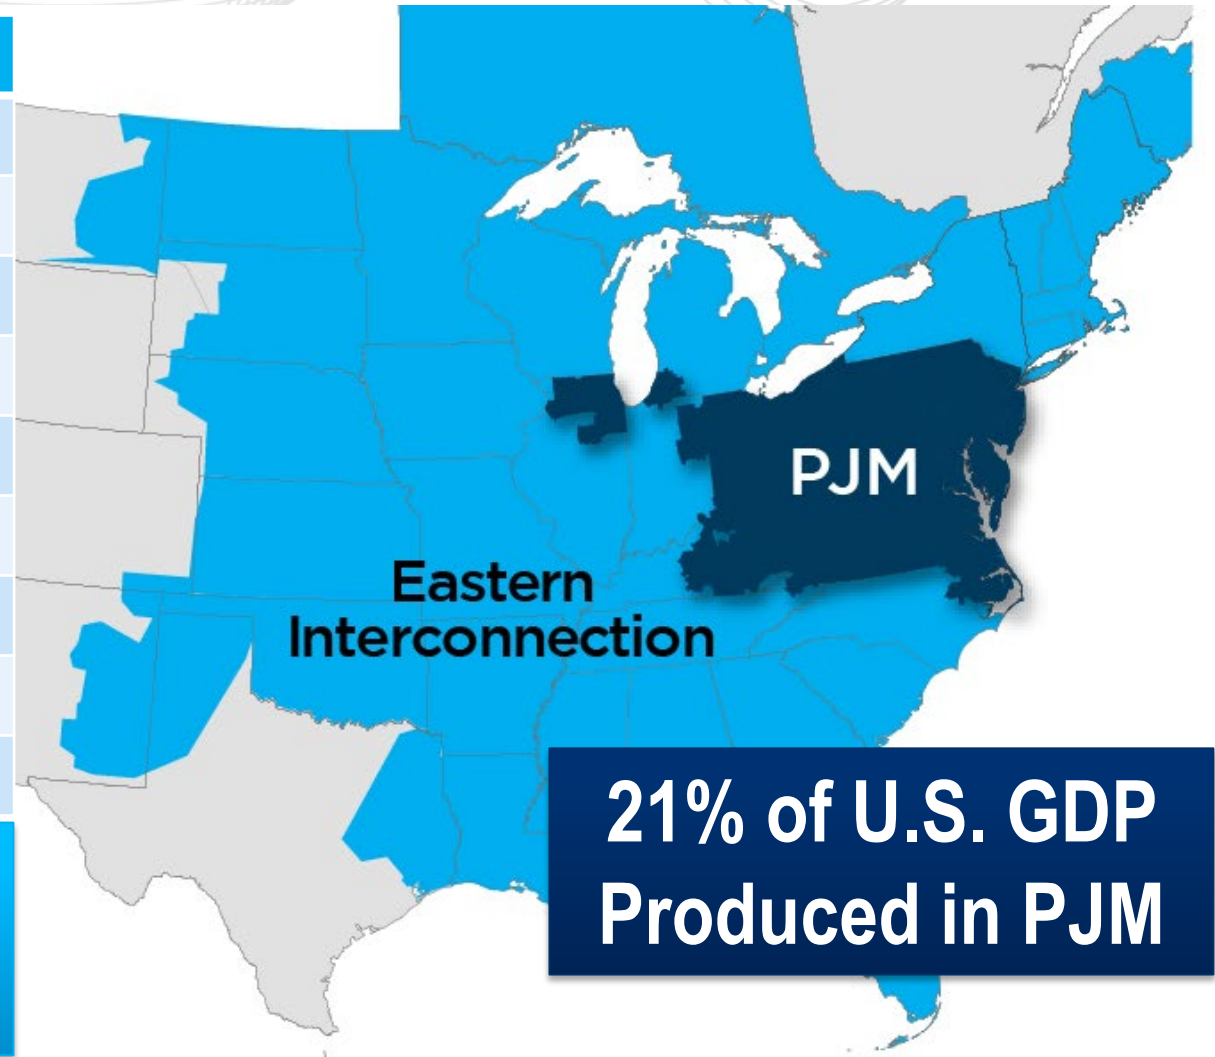 PJM
Eastern
Interconnection
21% of U.S. GDP
Produced in PJM